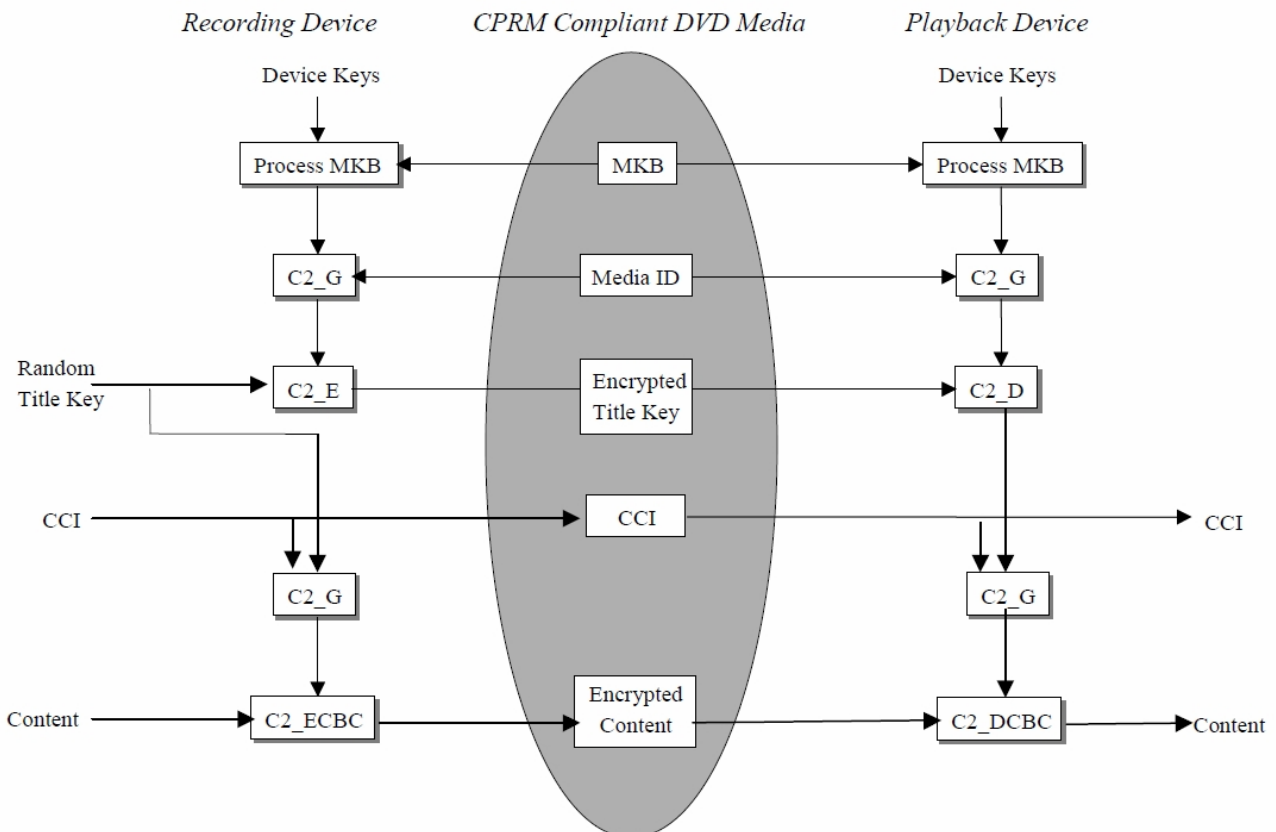 Recording Device
CPRM Compliant DVD Media
Playback Device
Device Keys
Device Keys
Process MKB
MKB
Process MKB
C2_G
Media ID
C2_G
Random
Title Key
C2_E
Encrypted
Title Key
C2_D
CCI
CCI
CCI
C2_G
C2_G
Content
C2_ECBC
Encrypted
Content
C2_DCBC
Content